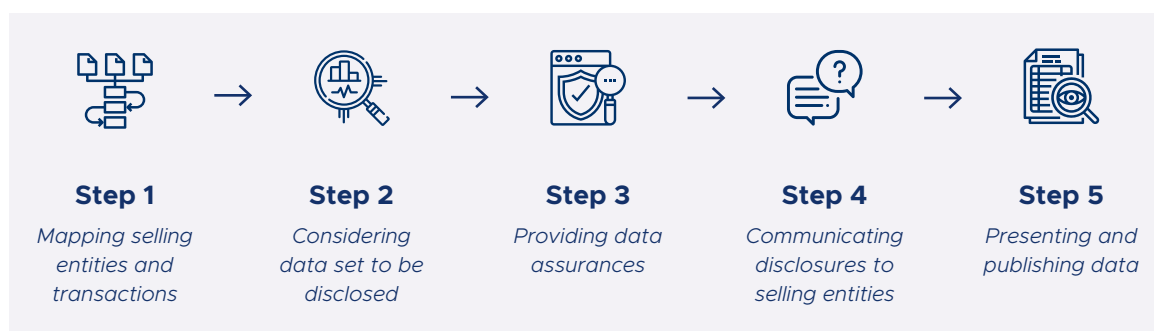 Step 1
Mapping selling
entities and
transactions
Step 2
Considering
data set to be
disclosed
Step 3
Providing data
assurances
Step 4
Communicating
disclosures to
selling entities
Step 5
Presenting and
publishing data